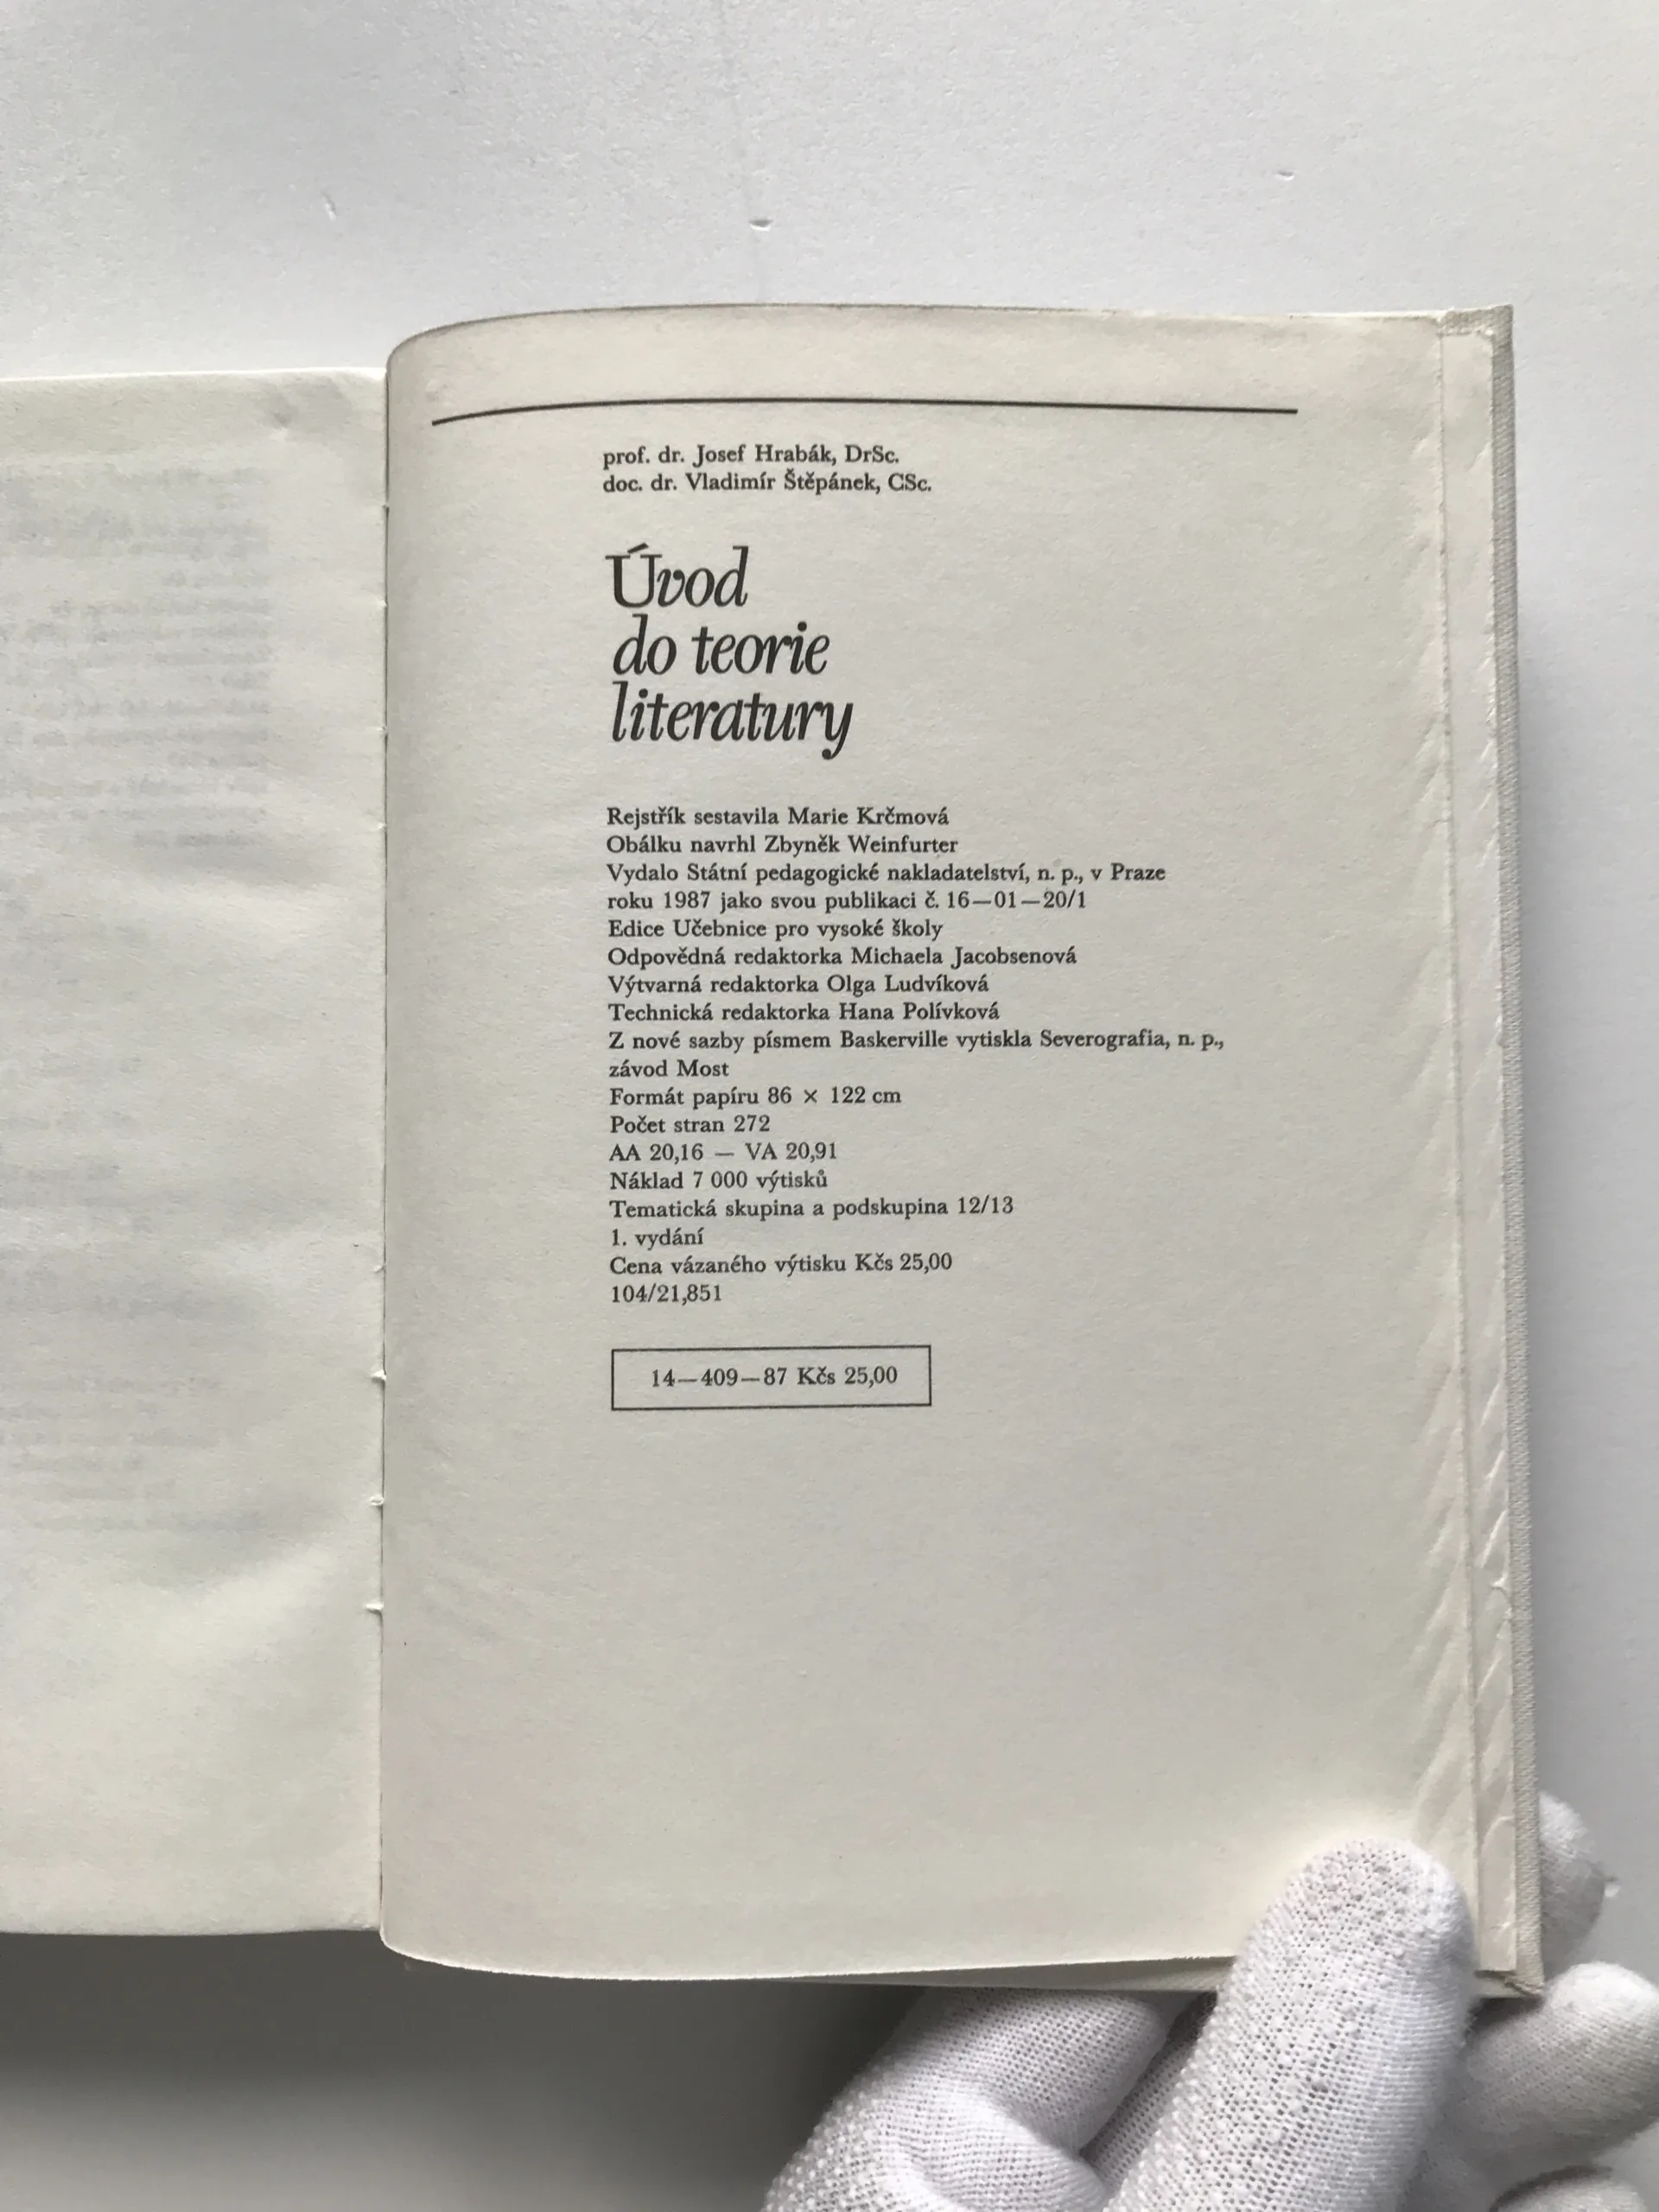 prof. dr. Josef Hrabák, DrSc.
doc. dr. Vladimír Štěpánek, CSc.
Úvod
do teorie
literatury
Rejstřík sestavila Marie Krčmová
Obálku navrhl Zbyněk Weinfurter
Vydalo Státní pedagogické nakladatelství, n. p., v Praze
roku 1987 jako svou publikaci č. 16—01—20/1
Edice Učebnice pro vysoké školy
Odpovědná redaktorka Michaela Jacobsenová
Výtvarná redaktorka Olga Ludvíková
Technická redaktorka Hana Polívková
Z nové sazby písmem Baskerville vytiskla Severografia, n. p.,
závod Most
Formát papíru 86 × 122 cm
Počet stran 272
AA 20,16 — VA 20,91
Náklad 7 000 výtisků
Tematická skupina a podskupina 12/13
1. vydání
Cena vázaného výtisku Kčs 25,00
104/21,851
14—409—87 Kčs 25,00